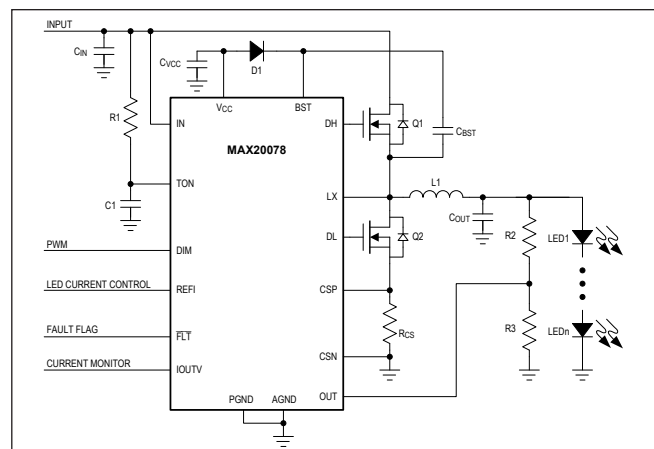 INPUT
CIN
CVCC
D1
VCC
BST
R1
IN
MAX20078
DH
Q1
CBST
TON
C1
LX
L1
COUT
DL
Q2
R2
LED1
PWM
DIM
LED CURRENT CONTROL
REFI
CSP
RCS
R3
LEDn
FAULT FLAG
FLT
CURRENT MONITOR
IOUTV
CSN
OUT
PGND
AGND